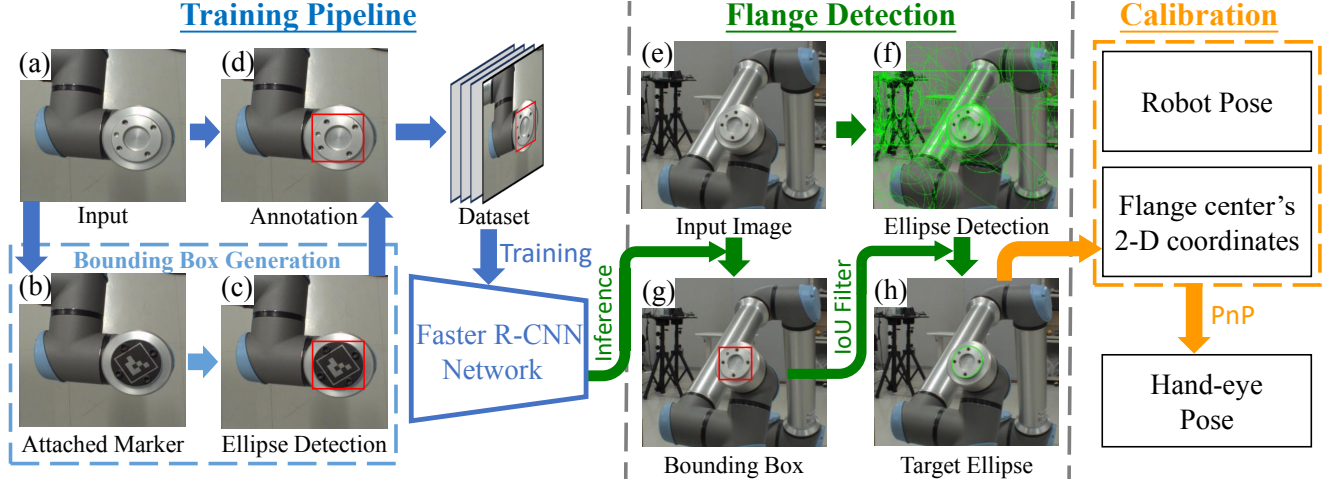 Training Pipeline
Flange Detection
Calibration
(a)
(d)
(e)
(f)
Input
Annotation
Dataset
Input Image
Ellipse Detection
Robot Pose
Flange center's
2-D coordinates
Bounding Box Generation
Training
(b)
(c)
Faster R-CNN
Network
Inference
(g)
IoU Filter
(h)
PnP
Hand-eye
Pose
Attached Marker
Ellipse Detection
Bounding Box
Target Ellipse